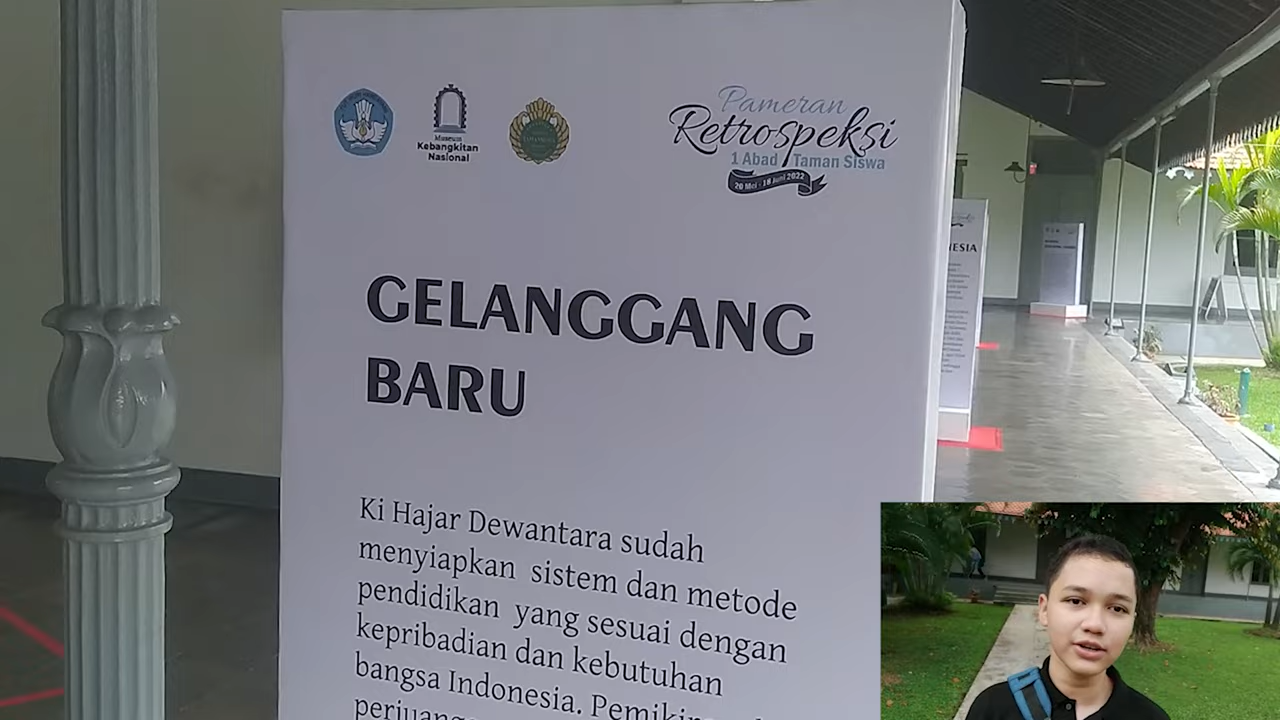 Museum
Kebangkitan
Nasional
Pameran
Retrospeksi
1 Abad Taman Siswa
20 Mei - 18 Juni 2022
GELANGGANG
BARU
Ki Hajar Dewantara sudah
menyiapkan sistem dan metode
pendidikan yang sesuai dengan
kepribadian dan kebutuhan
bangsa Indonesia.